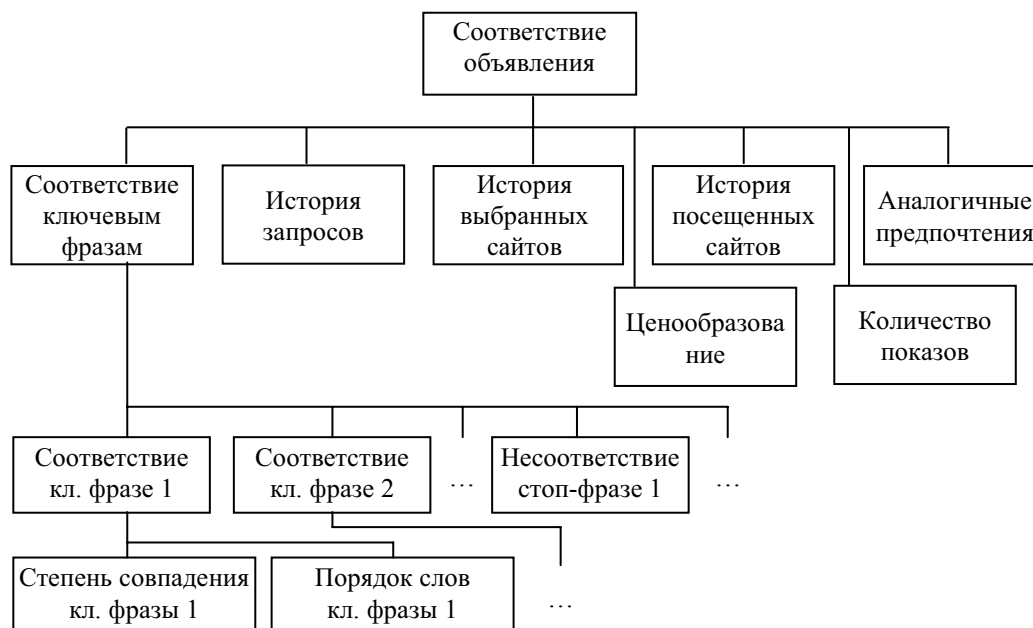 Соответствие
объявления
Соответствие
ключевым
фразам
История
запросов
История
выбранных
сайтов
История
посещенных
сайтов
Аналогичные
предпочтения
Ценообразова
ние
Количество
показов
Соответствие
кл. фразе 1
Соответствие
кл. фразе 2
…
Несоответствие
стоп-фразе 1
…
Степень совпадения
кл. фразы 1
Порядок слов
кл. фразы 1
…